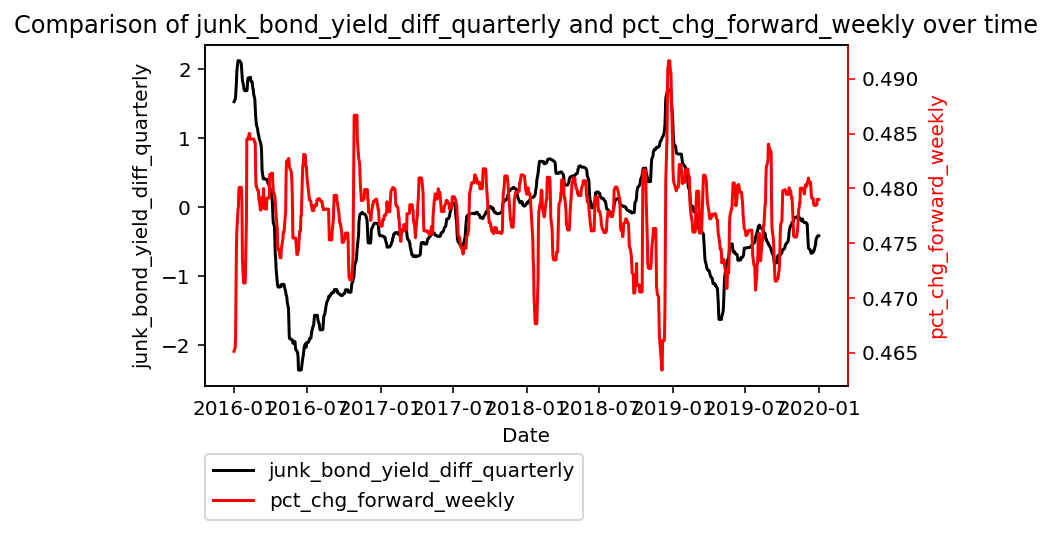 Comparison of junk_bond_yield_diff_quarterly and pct_chg_forward_weekly over time
junk_bond_yield_diff_quarterly
2
1
0
−1
−2
0.490
0.485
0.480
0.475
0.470
0.465
pct_chg_forward_weekly
2016-01 2016-07 2017-01 2017-07 2018-01 2018-07 2019-01 2019-07 2020-01
Date
junk_bond_yield_diff_quarterly
pct_chg_forward_weekly